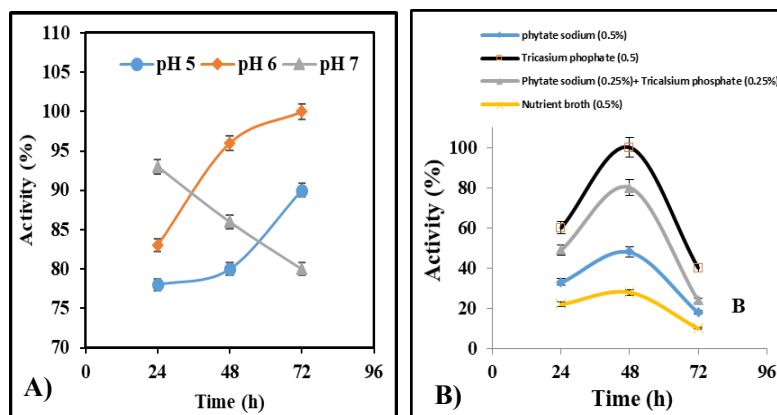 110
105
100
95
90
85
80
75
70
Activity (%)
pH 5 pH 6 pH 7
0 24 48 72 96
Time (h)
A)
B)
phytate sodium (0.5%)
Tricasium phophate (0.5)
Phytate sodium (0.25%)+ Tricalsium phosphate (0.25%)
Nutrient broth (0.5%)
100
80
60
40
20
0
Activity (%)
B
0 24 48 72 96
Time (h)
B)